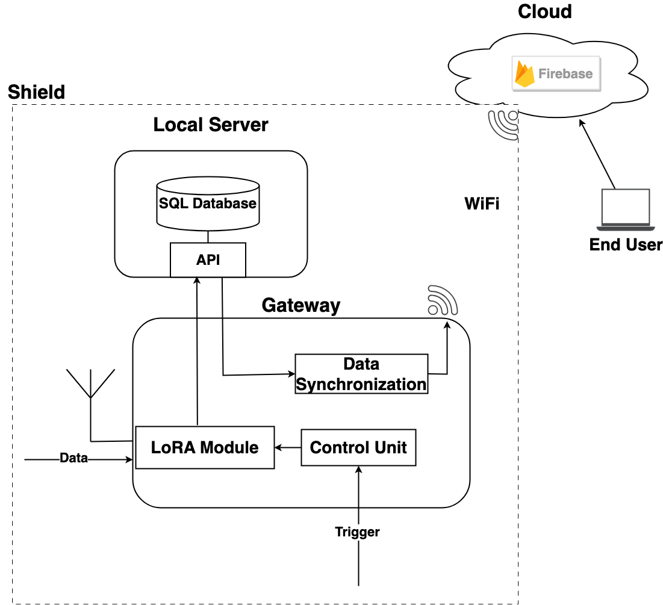 Cloud
Firebase
Shield
Local Server
SQL Database
WiFi
End User
API
Gateway
Data
Synchronization
LoRA Module
Control Unit
Data
Trigger